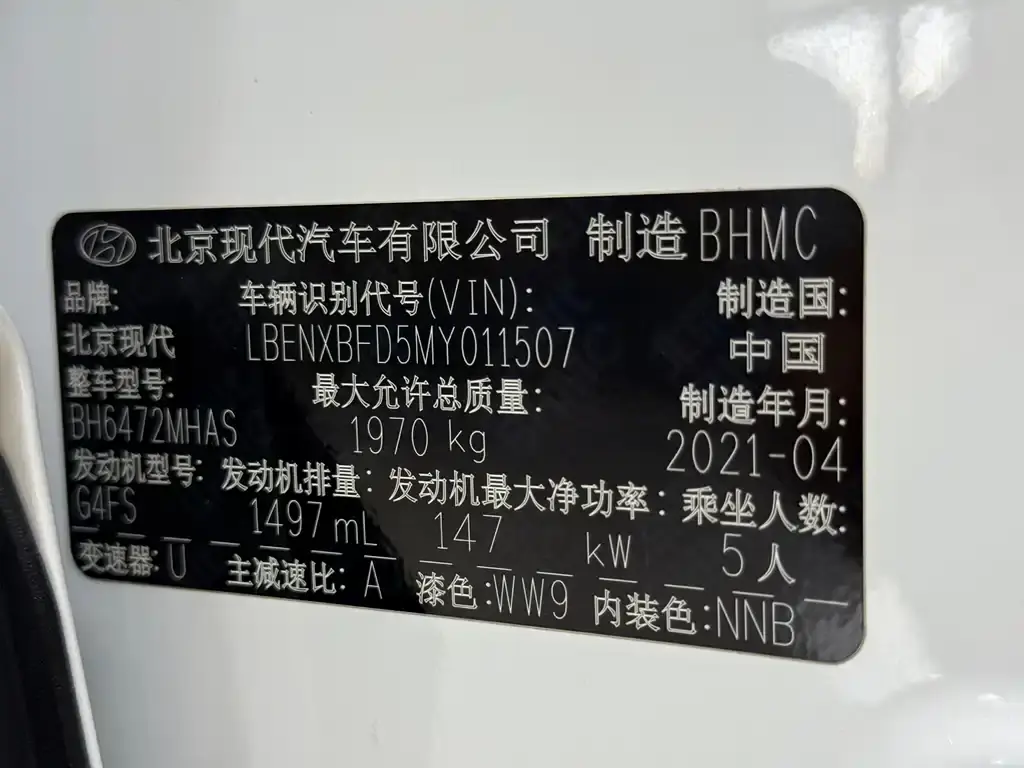 北京现代汽车有限公司 制造 BHMC
品牌: 车辆识别代号(VIN): 制造国:
北京现代 LBENXBFD5MY011507 中国
整车型号: 最大允许总质量: 制造年月:
BH6472MHAS 1970 kg 2021-04
发动机型号: 发动机排量: 发动机最大净功率: 乘坐人数:
G4FS 1497 mL 147 kW 5人
变速器: U 主减速比: A 漆色:WW9 内装色:NNB